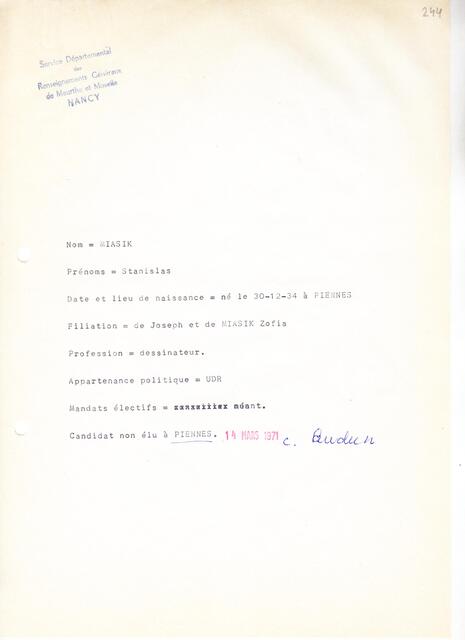 244
Service Départemental
des
Renseignements Généraux
de Meurthe et Moselle
NANCY
Nom = MIASIK
Prénoms = Stanislas
Date et lieu de naissance = né le 30-12-34 à PIENNES
Filiation = de Joseph et de MIASIK Zofia
Profession = dessinateur.
Appartenance politique = UDR
Mandats électifs = néant.
Candidat non élu à PIENNES. 14 MARS 1971 c. Audun